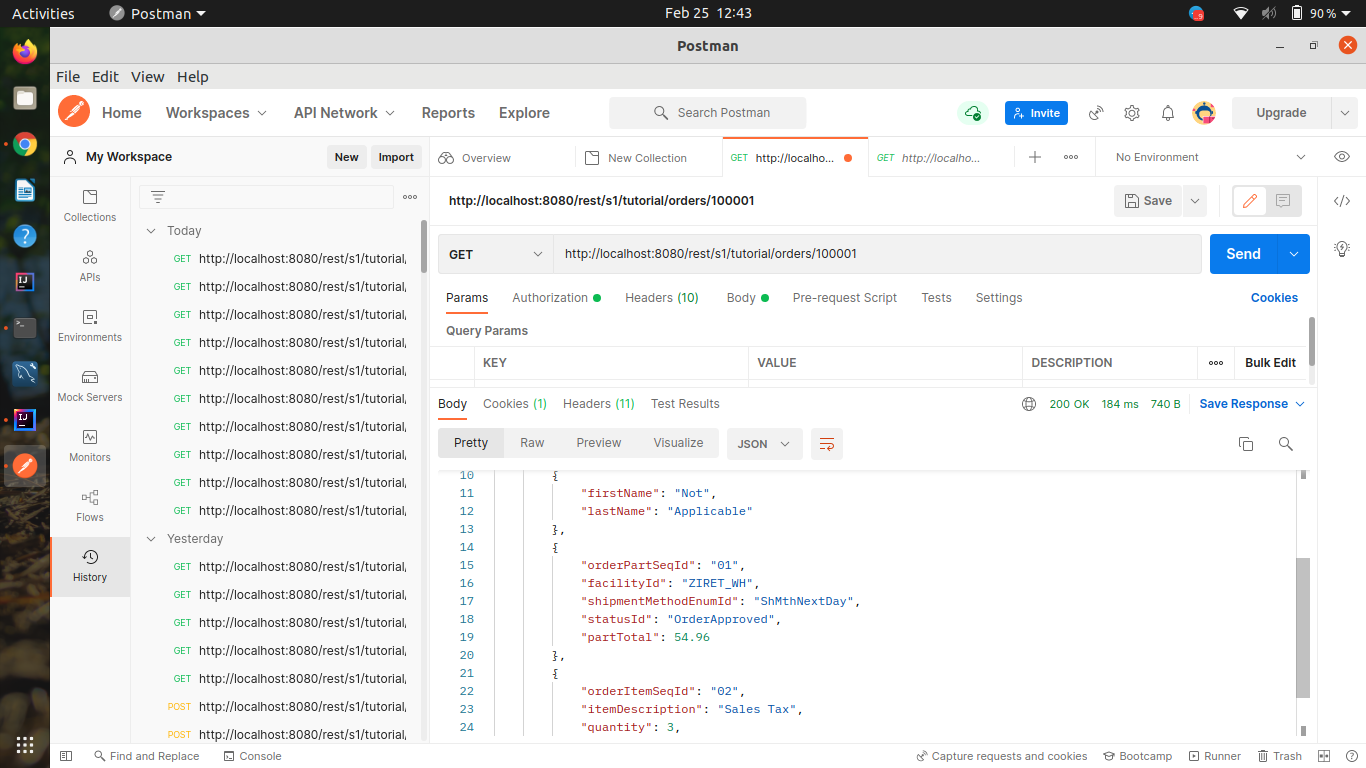 Activities Postman Feb 25 12:43 90 %
Postman
File Edit View Help
Home Workspaces API Network Reports Explore Search Postman Invite Upgrade
My Workspace New Import Overview New Collection GET http://localho... GET http://localho... No Environment
Collections
APIs
Environments
Mock Servers
Monitors
Flows
History
Today
GET http://localhost:8080/rest/s1/tutorial/
GET http://localhost:8080/rest/s1/tutorial/
GET http://localhost:8080/rest/s1/tutorial/
GET http://localhost:8080/rest/s1/tutorial/
GET http://localhost:8080/rest/s1/tutorial/
GET http://localhost:8080/rest/s1/tutorial/
GET http://localhost:8080/rest/s1/tutorial/
GET http://localhost:8080/rest/s1/tutorial/
GET http://localhost:8080/rest/s1/tutorial/
GET http://localhost:8080/rest/s1/tutorial/
Yesterday
GET http://localhost:8080/rest/s1/tutorial/
GET http://localhost:8080/rest/s1/tutorial/
GET http://localhost:8080/rest/s1/tutorial/
GET http://localhost:8080/rest/s1/tutorial/
GET http://localhost:8080/rest/s1/tutorial/
POST http://localhost:8080/rest/s1/tutorial/
POST http://localhost:8080/rest/s1/tutorial/
http://localhost:8080/rest/s1/tutorial/orders/100001 Save
GET http://localhost:8080/rest/s1/tutorial/orders/100001 Send
Params Authorization Headers (10) Body Pre-request Script Tests Settings Cookies
Query Params
KEY VALUE DESCRIPTION Bulk Edit
Body Cookies (1) Headers (11) Test Results 200 OK 184 ms 740 B Save Response
Pretty Raw Preview Visualize JSON
10 {
11 "firstName": "Not",
12 "lastName": "Applicable"
13 },
14 {
15 "orderPartSeqId": "01",
16 "facilityId": "ZIRET_WH",
17 "shipmentMethodEnumId": "ShMthNextDay",
18 "statusId": "OrderApproved",
19 "partTotal": 54.96
20 },
21 {
22 "orderItemSeqId": "02",
23 "itemDescription": "Sales Tax",
24 "quantity": 3,
Find and Replace Console Capture requests and cookies Bootcamp Runner Trash